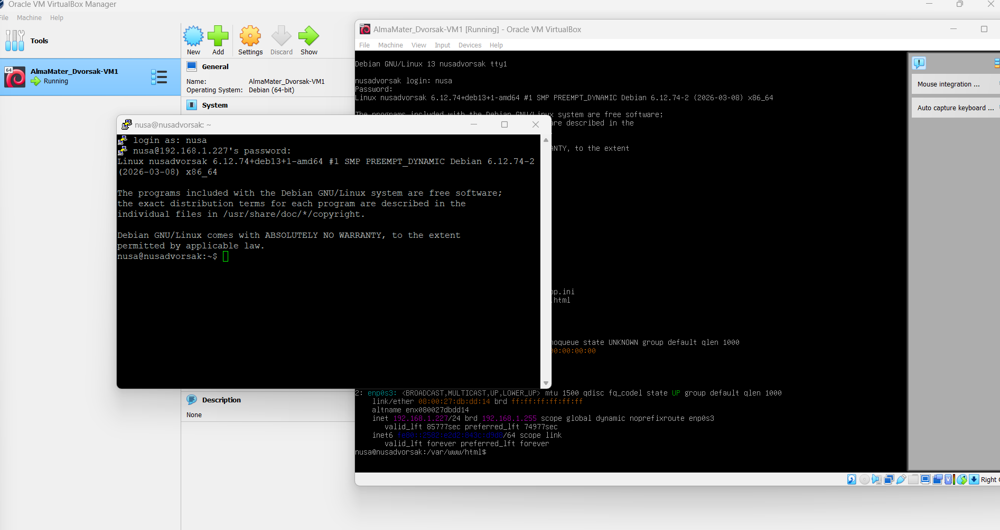 Oracle VM VirtualBox Manager
File Machine Help
Tools
New Add Settings Discard Show
64
AlmaMater_Dvorsak-VM1
Running
General
Name: AlmaMater_Dvorsak-VM1
Operating System: Debian (64-bit)
System
Description
None
AlmaMater_Dvorsak-VM1 [Running] - Oracle VM VirtualBox
File Machine View Input Devices Help
Debian GNU/Linux 13 nusadvorsak tty1
nusadvorsak login: nusa
Password:
Linux nusadvorsak 6.12.74+deb13+1-amd64 #1 SMP PREEMPT_DYNAMIC Debian 6.12.74-2 (2026-03-08) x86_64
The programs included with the Debian GNU/Linux system are free software;
are described in the
ANTY, to the extent
op.ini
.html
noqueue state UNKNOWN group default qlen 1000
00:00:00:00
2: enp0s3: <BROADCAST,MULTICAST,UP,LOWER_UP> mtu 1500 qdisc fq_codel state UP group default qlen 1000
link/ether 08:00:27:db:dd:14 brd ff:ff:ff:ff:ff:ff
altname enx080027dbdd14
inet 192.168.1.227/24 brd 192.168.1.255 scope global dynamic noprefixroute enp0s3
valid_lft 85777sec preferred_lft 74977sec
inet6 /64 scope link
valid_lft forever preferred_lft forever
nusa@nusadvorsak:/var/www/html$
Mouse integration ...
Auto capture keyboard ...
Right
nusa@nusadvorsak: ~
login as: nusa
nusa@192.168.1.227's password:
Linux nusadvorsak 6.12.74+deb13+1-amd64 #1 SMP PREEMPT_DYNAMIC Debian 6.12.74-2
(2026-03-08) x86_64
The programs included with the Debian GNU/Linux system are free software;
the exact distribution terms for each program are described in the
individual files in /usr/share/doc/*/copyright.
Debian GNU/Linux comes with ABSOLUTELY NO WARRANTY, to the extent
permitted by applicable law.
nusa@nusadvorsak:~$